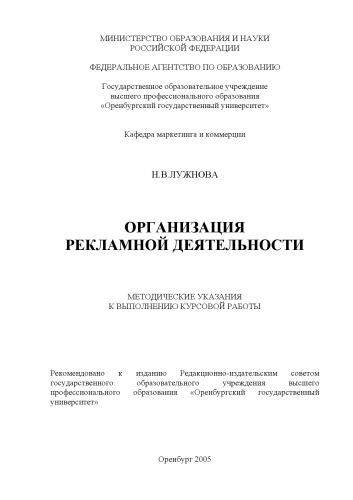 МИНИСТЕРСТВО ОБРАЗОВАНИЯ И НАУКИ
РОССИЙСКОЙ ФЕДЕРАЦИИ
ФЕДЕРАЛЬНОЕ АГЕНТСТВО ПО ОБРАЗОВАНИЮ
Государственное образовательное учреждение
высшего профессионального образования
«Оренбургский государственный университет»
Кафедра маркетинга и коммерции
Н.В.ЛУЖНОВА
ОРГАНИЗАЦИЯ
РЕКЛАМНОЙ ДЕЯТЕЛЬНОСТИ
МЕТОДИЧЕСКИЕ УКАЗАНИЯ
К ВЫПОЛНЕНИЮ КУРСОВОЙ РАБОТЫ
Рекомендовано к изданию Редакционно-издательским советом
государственного образовательного учреждения высшего
профессионального образования «Оренбургский государственный
университет»
Оренбург 2005